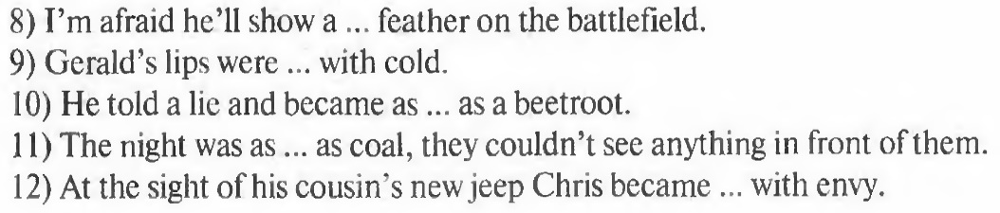 8) I'm afraid he'll show a ... feather on the battlefield.
9) Gerald's lips were ... with cold.
10) He told a lie and became as ... as a beetroot.
11) The night was as ... as coal, they couldn't see anything in front of them.
12) At the sight of his cousin's new jeep Chris became ... with envy.